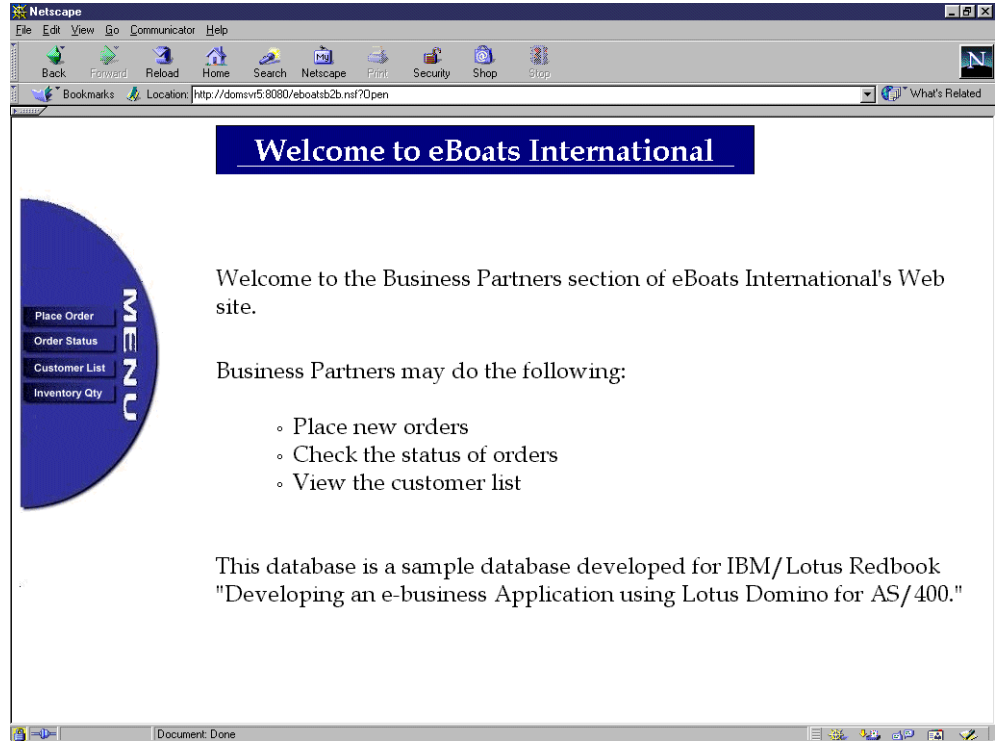 Netscape
File Edit View Go Communicator Help
Back Forward Reload Home Search Netscape Print Security Shop Stop
N
Bookmarks Location: http://domsvr5:8080/eboatsb2b.nsf?Open What's Related
Welcome to eBoats International
MENU
Place Order
Order Status
Customer List
Inventory Qty
Welcome to the Business Partners section of eBoats International's Web
site.
Business Partners may do the following:
Place new orders
Check the status of orders
View the customer list
This database is a sample database developed for IBM/Lotus Redbook
"Developing an e-business Application using Lotus Domino for AS/400."
Document: Done